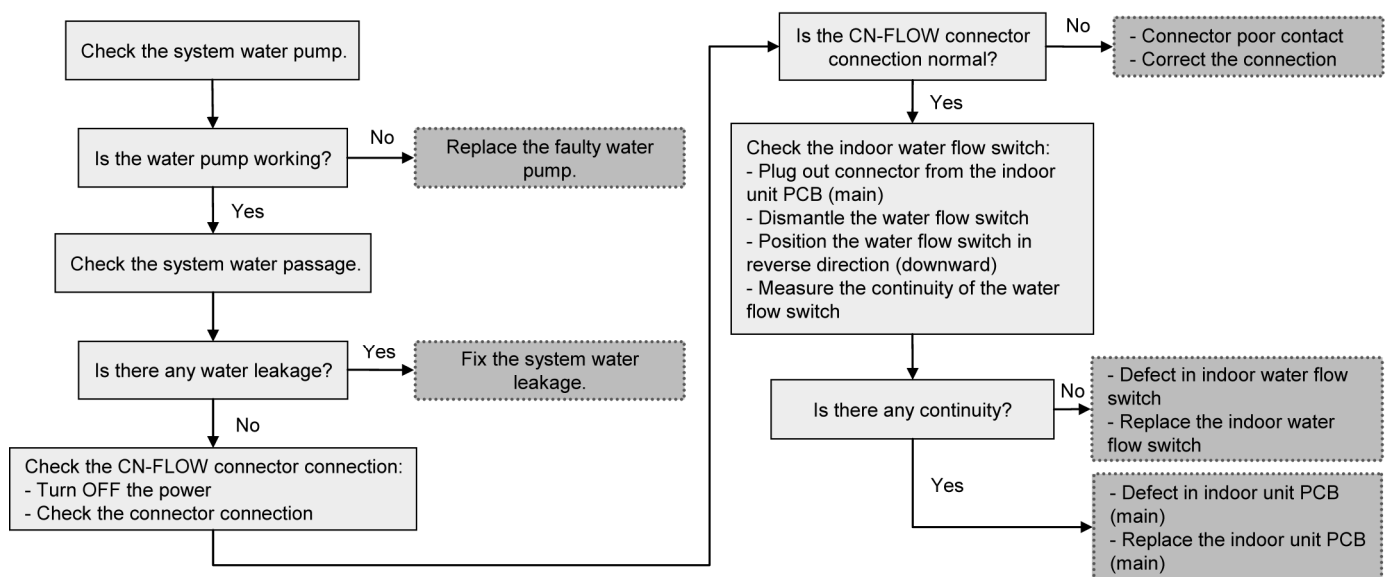 Check the system water pump.
Is the water pump working?
No
Replace the faulty water
pump.
Yes
Check the system water passage.
Is there any water leakage?
Yes
Fix the system water
leakage.
No
Check the CN-FLOW connector connection:
- Turn OFF the power
- Check the connector connection
Is the CN-FLOW connector
connection normal?
No
- Connector poor contact
- Correct the connection
Yes
Check the indoor water flow switch:
- Plug out connector from the indoor
unit PCB (main)
- Dismantle the water flow switch
- Position the water flow switch in
reverse direction (downward)
- Measure the continuity of the water
flow switch
Is there any continuity?
No
- Defect in indoor water flow
switch
- Replace the indoor water
flow switch
Yes
- Defect in indoor unit PCB
(main)
- Replace the indoor unit PCB
(main)